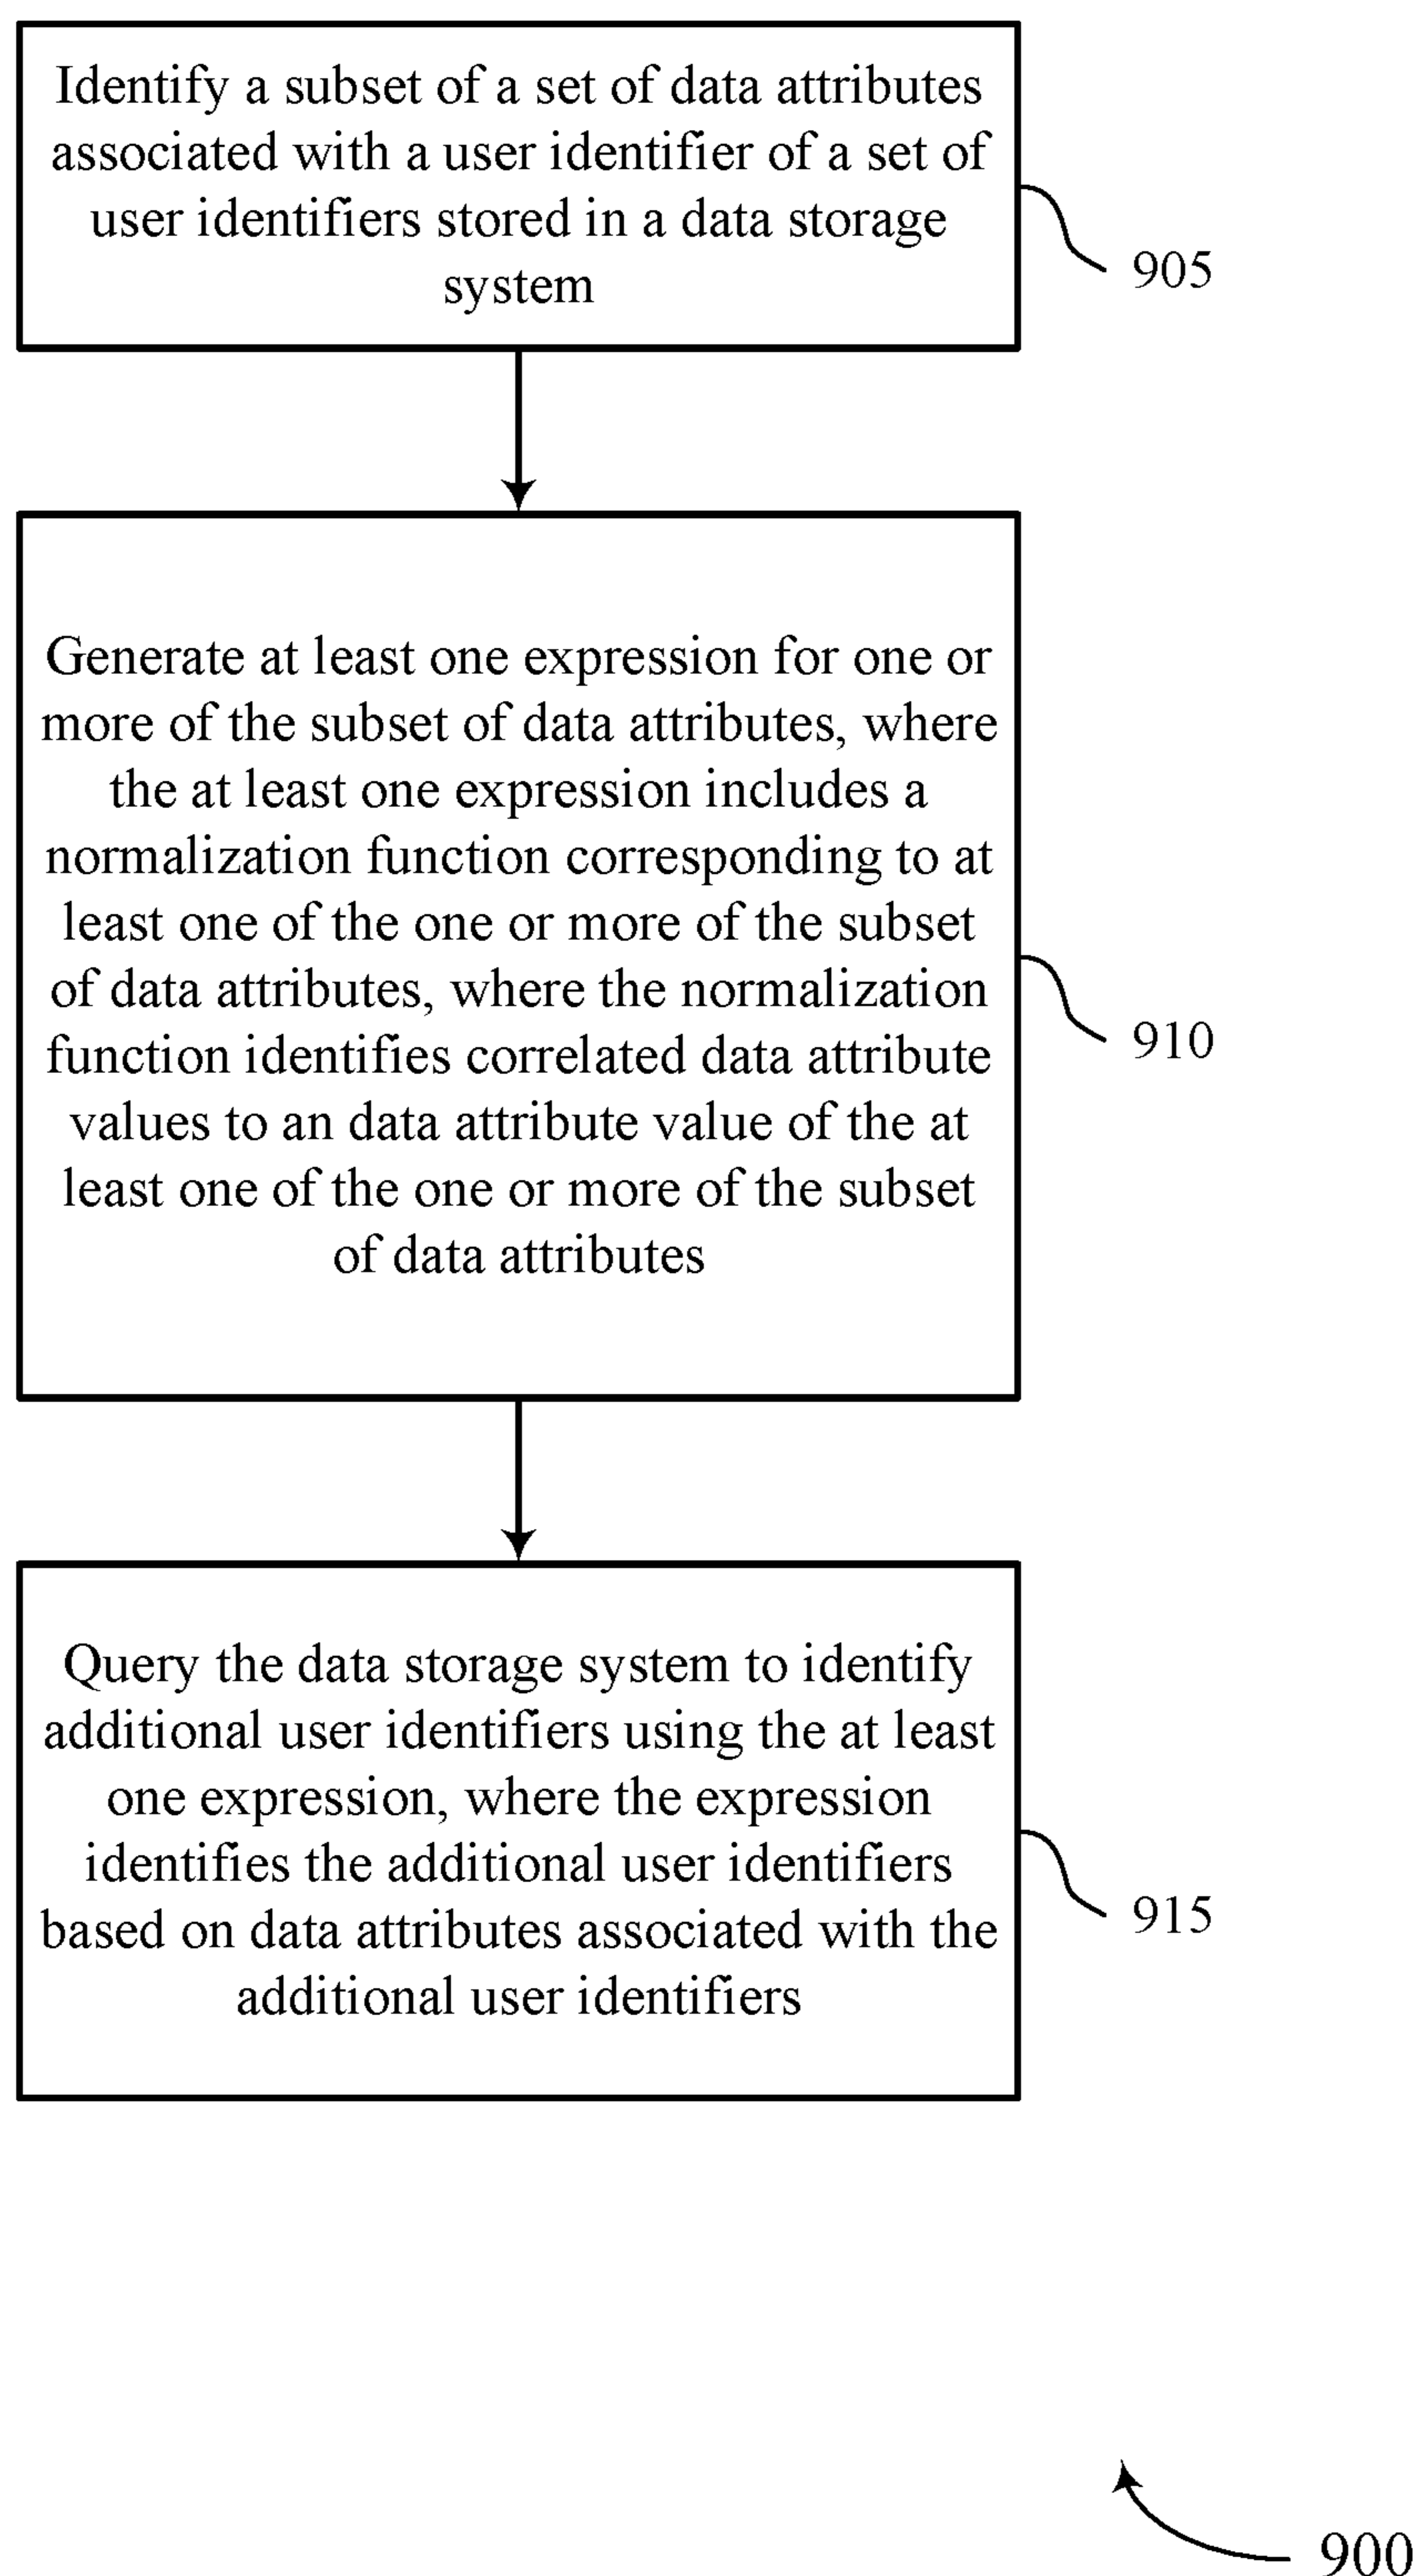 Identify a subset of a set of data attributes
associated with a user identifier of a set of
user identifiers stored in a data storage
system
905
Generate at least one expression for one or
more of the subset of data attributes, where
the at least one expression includes a
normalization function corresponding to at
least one of the one or more of the subset
of data attributes, where the normalization
function identifies correlated data attribute
values to an data attribute value of the at
least one of the one or more of the subset
of data attributes
910
Query the data storage system to identify
additional user identifiers using the at least
one expression, where the expression
identifies the additional user identifiers
based on data attributes associated with the
additional user identifiers
915
900